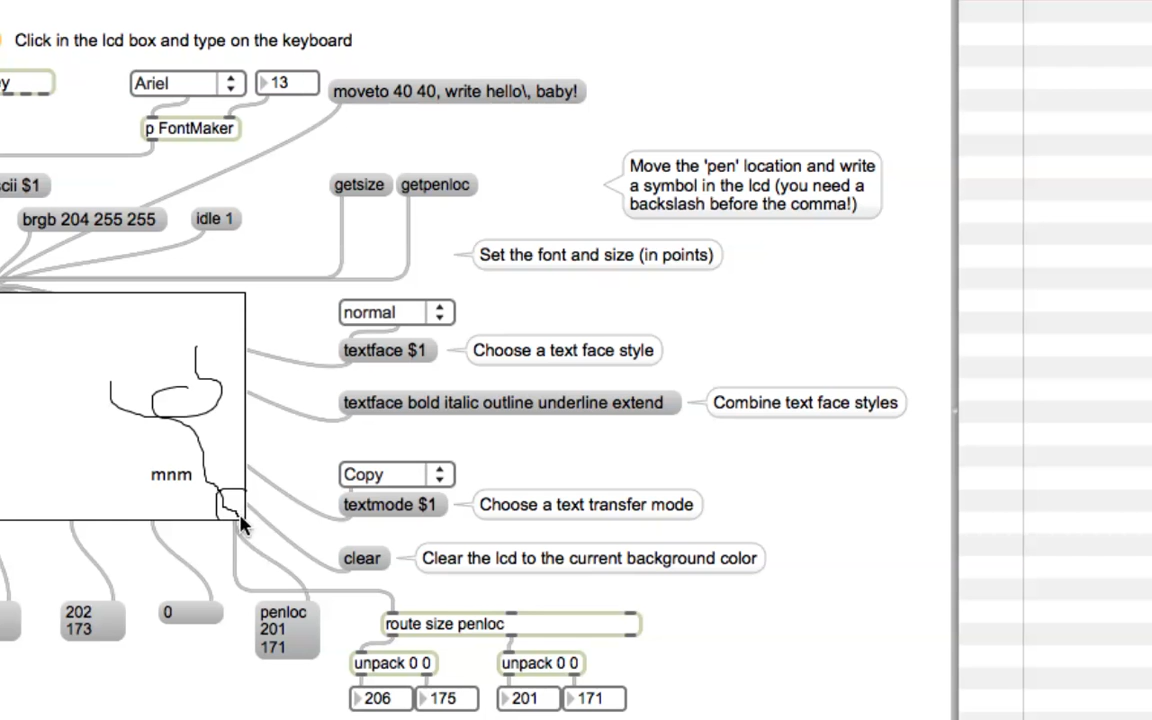 Click in the lcd box and type on the keyboard
y
Ariel
13
moveto 40 40, write hello\, baby!
p FontMaker
Move the 'pen' location and write
a symbol in the lcd (you need a
backslash before the comma!)
cii $1
getsize
getpenloc
brgb 204 255 255
idle 1
Set the font and size (in points)
normal
textface $1
Choose a text face style
textface bold italic outline underline extend
Combine text face styles
mnm
Copy
textmode $1
Choose a text transfer mode
clear
Clear the lcd to the current background color
202
173
0
penloc
201
171
route size penloc
unpack 0 0
unpack 0 0
206
175
201
171